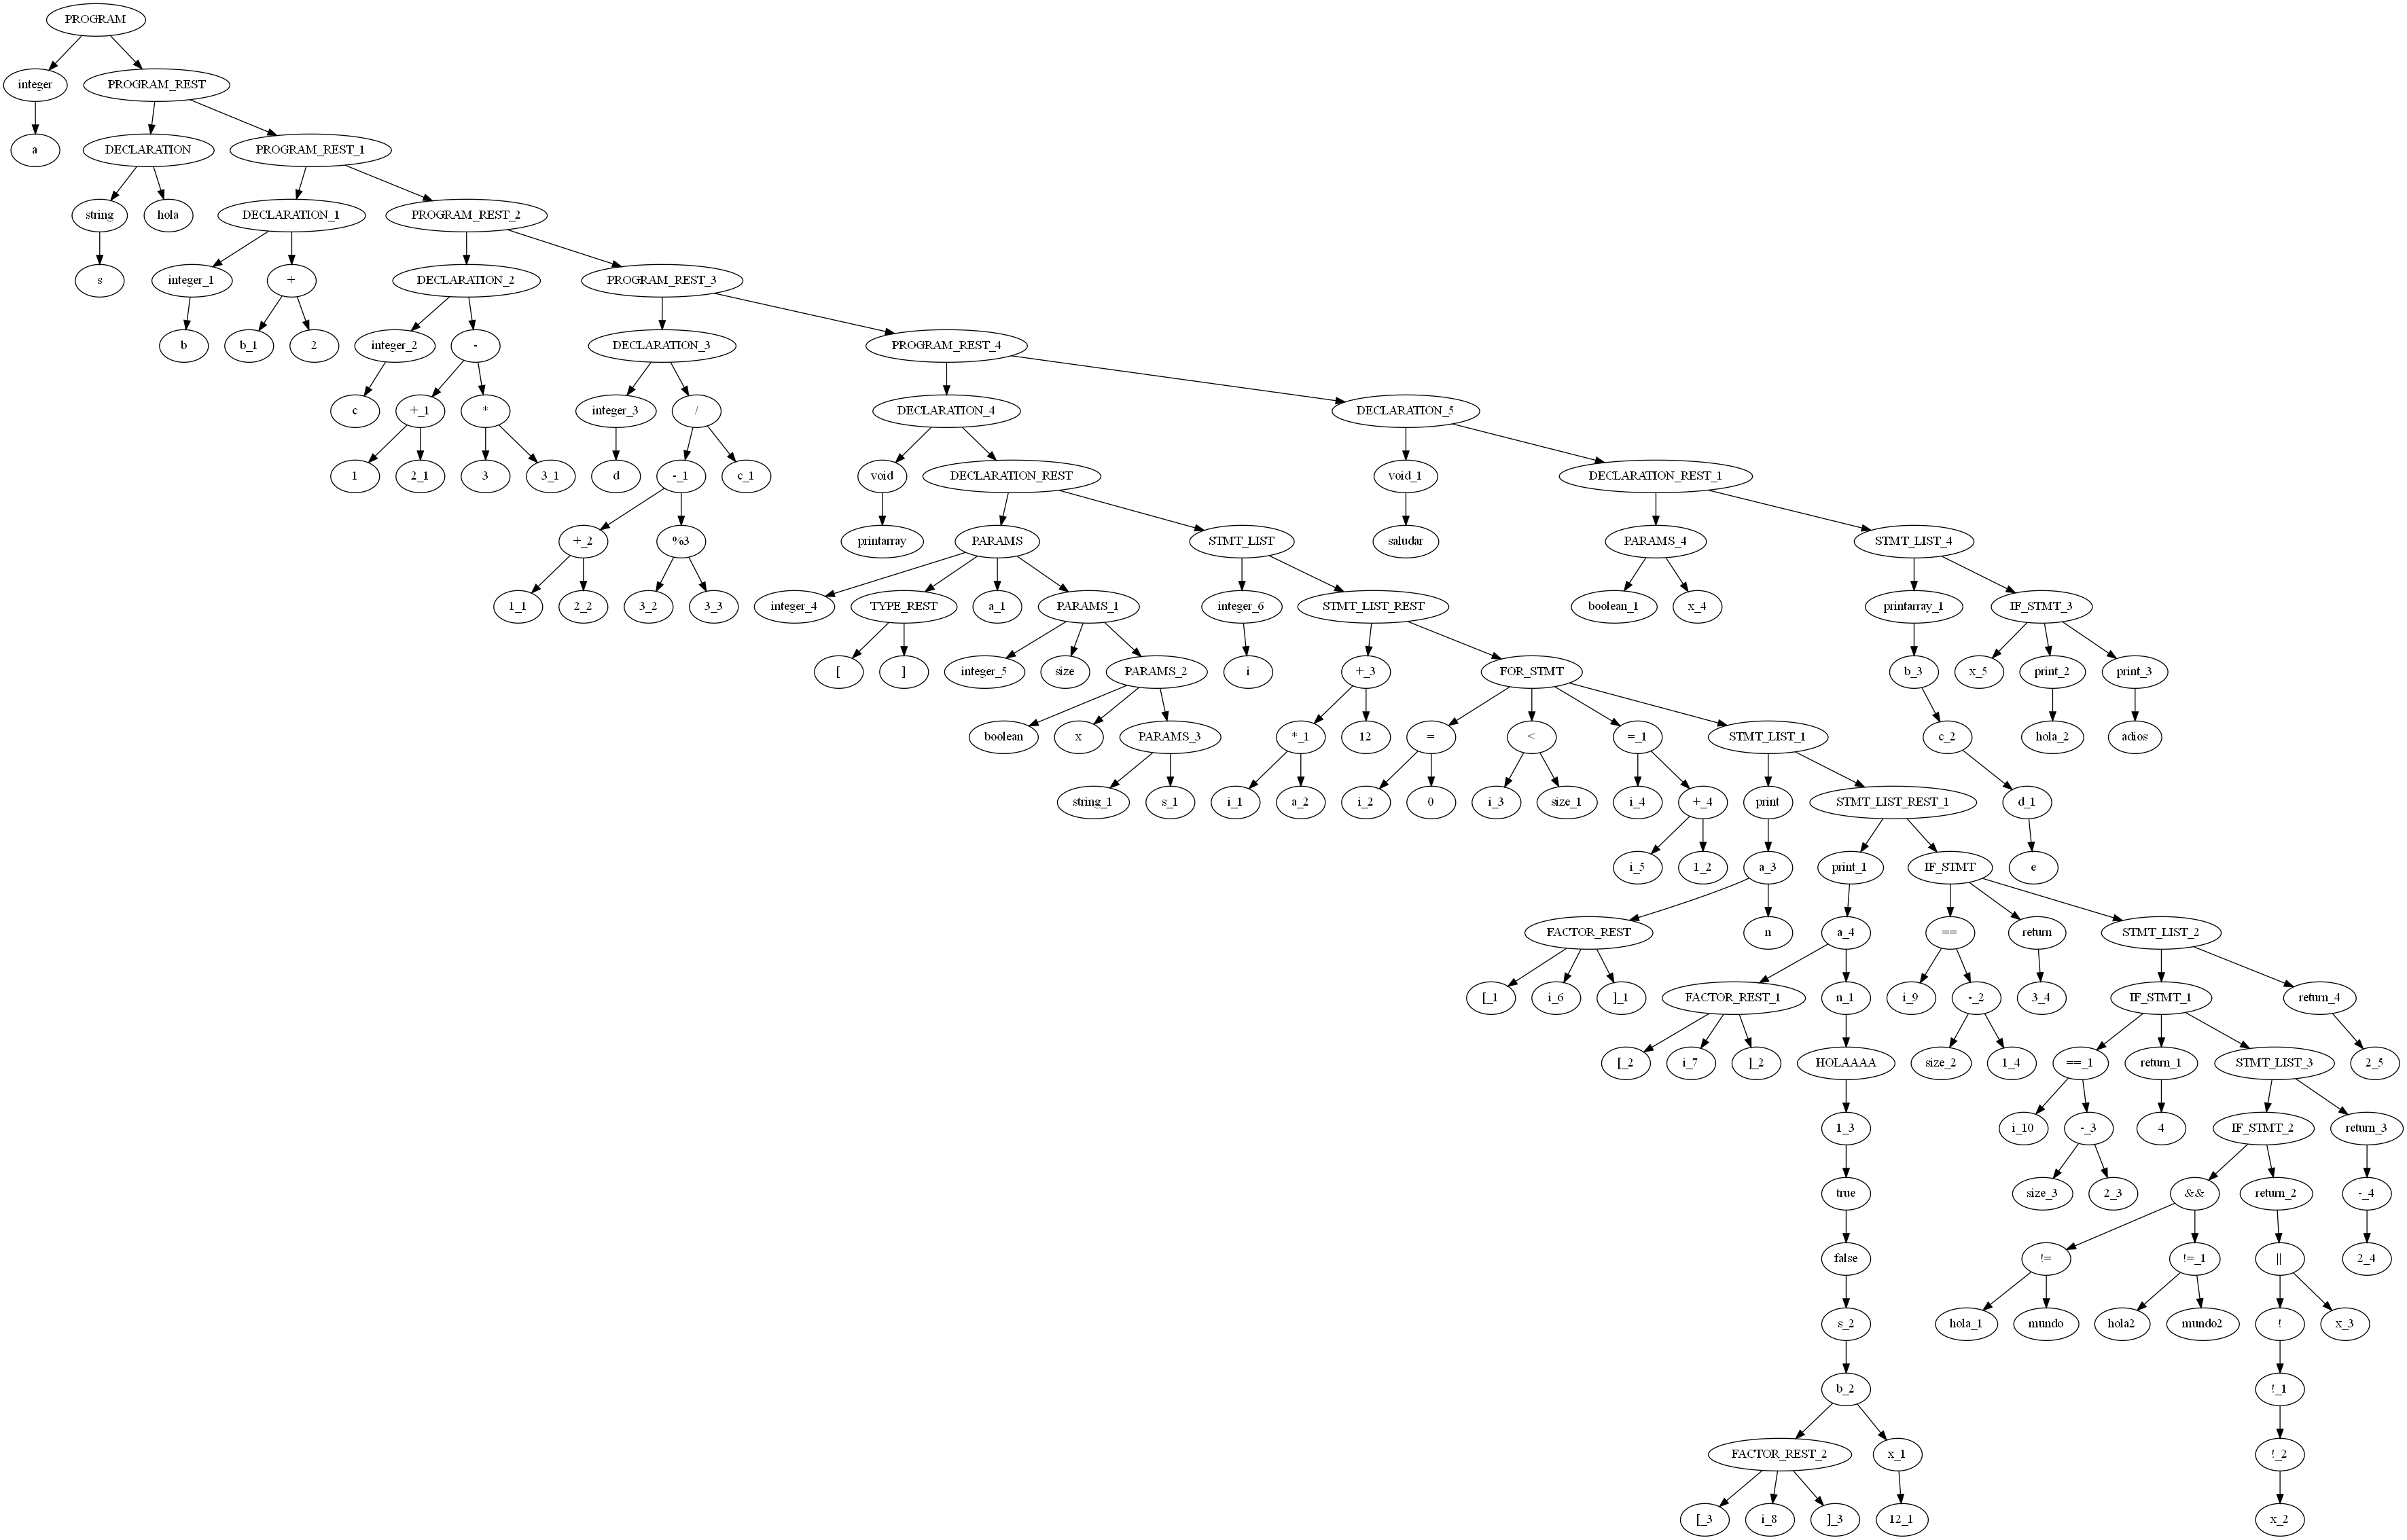 PROGRAM
integer PROGRAM_REST
a DECLARATION PROGRAM_REST_1
string hola DECLARATION_1 PROGRAM_REST_2
s integer_1 + DECLARATION_2 PROGRAM_REST_3
b b_1 2 integer_2 - DECLARATION_3 PROGRAM_REST_4
c +_1 * integer_3 / DECLARATION_4 DECLARATION_5
1 2_1 3 3_1 d -_1 c_1 void DECLARATION_REST void_1 DECLARATION_REST_1
+_2 %3 printarray PARAMS STMT_LIST saludar PARAMS_4 STMT_LIST_4
1_1 2_2 3_2 3_3 integer_4 TYPE_REST a_1 PARAMS_1 integer_6 STMT_LIST_REST boolean_1 x_4 printarray_1 IF_STMT_3
[ ] integer_5 size PARAMS_2 i +_3 FOR_STMT b_3 x_5 print_2 print_3
boolean x PARAMS_3 *_1 12 = < =_1 STMT_LIST_1 c_2 hola_2 adios
string_1 s_1 i_1 a_2 i_2 0 i_3 size_1 i_4 +_4 print STMT_LIST_REST_1 d_1
i_5 1_2 a_3 print_1 IF_STMT e
FACTOR_REST n a_4 == return STMT_LIST_2
[_1 i_6 ]_1 FACTOR_REST_1 n_1 i_9 -_2 3_4 IF_STMT_1 return_4
[_2 i_7 ]_2 HOLAAAA size_2 1_4 ==_1 return_1 STMT_LIST_3 2_5
1_3 i_10 -_3 4 IF_STMT_2 return_3
true size_3 2_3 && return_2 -_4
false != !=_1 || 2_4
s_2 hola_1 mundo hola2 mundo2 ! x_3
b_2 !_1
FACTOR_REST_2 x_1 !_2
[_3 i_8 ]_3 12_1 x_2